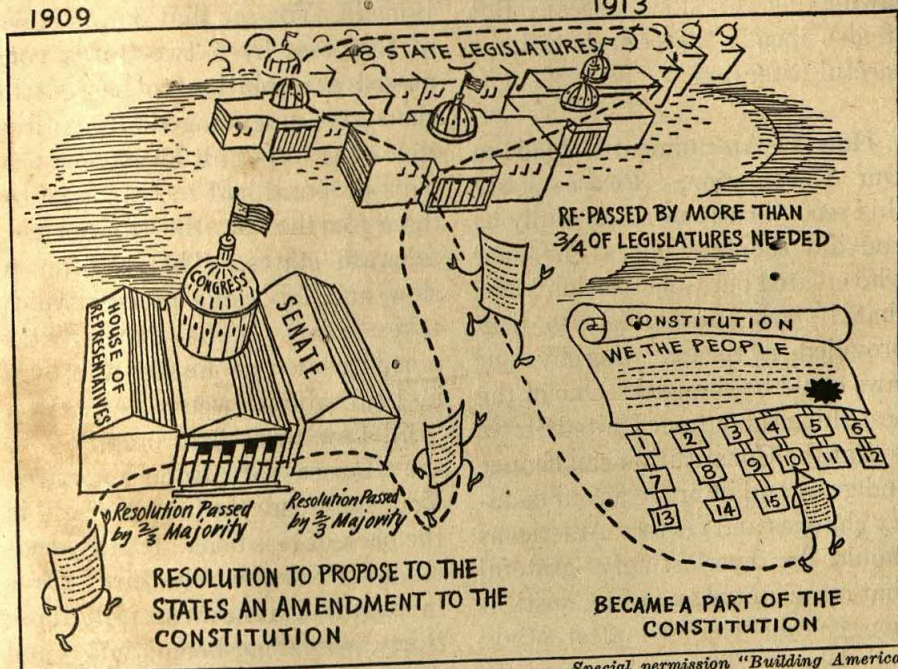 1909
1913
48 STATE LEGISLATURES
RE-PASSED BY MORE THAN
3/4 OF LEGISLATURES NEEDED
CONGRESS
HOUSE OF
REPRESENTATIVES
SENATE
CONSTITUTION
WE THE PEOPLE
1 2 3 4 5 6
7 8 9 10 11 12
13 14 15
Resolution Passed
by 2/3 Majority
Resolution Passed
by 2/3 Majority
RESOLUTION TO PROPOSE TO THE
STATES AN AMENDMENT TO THE
CONSTITUTION
BECAME A PART OF THE
CONSTITUTION
Special permission "Building America